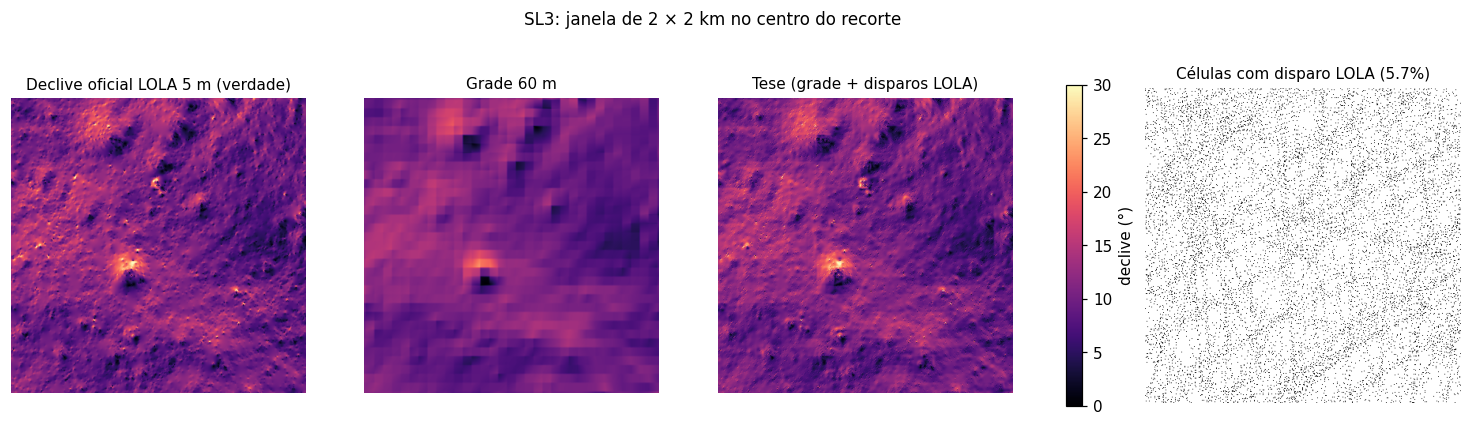 SL3: janela de 2 × 2 km no centro do recorte
Declive oficial LOLA 5 m (verdade)
Grade 60 m
Tese (grade + disparos LOLA)
Células com disparo LOLA (5.7%)
30
25
20
15
10
5
0
declive (°)